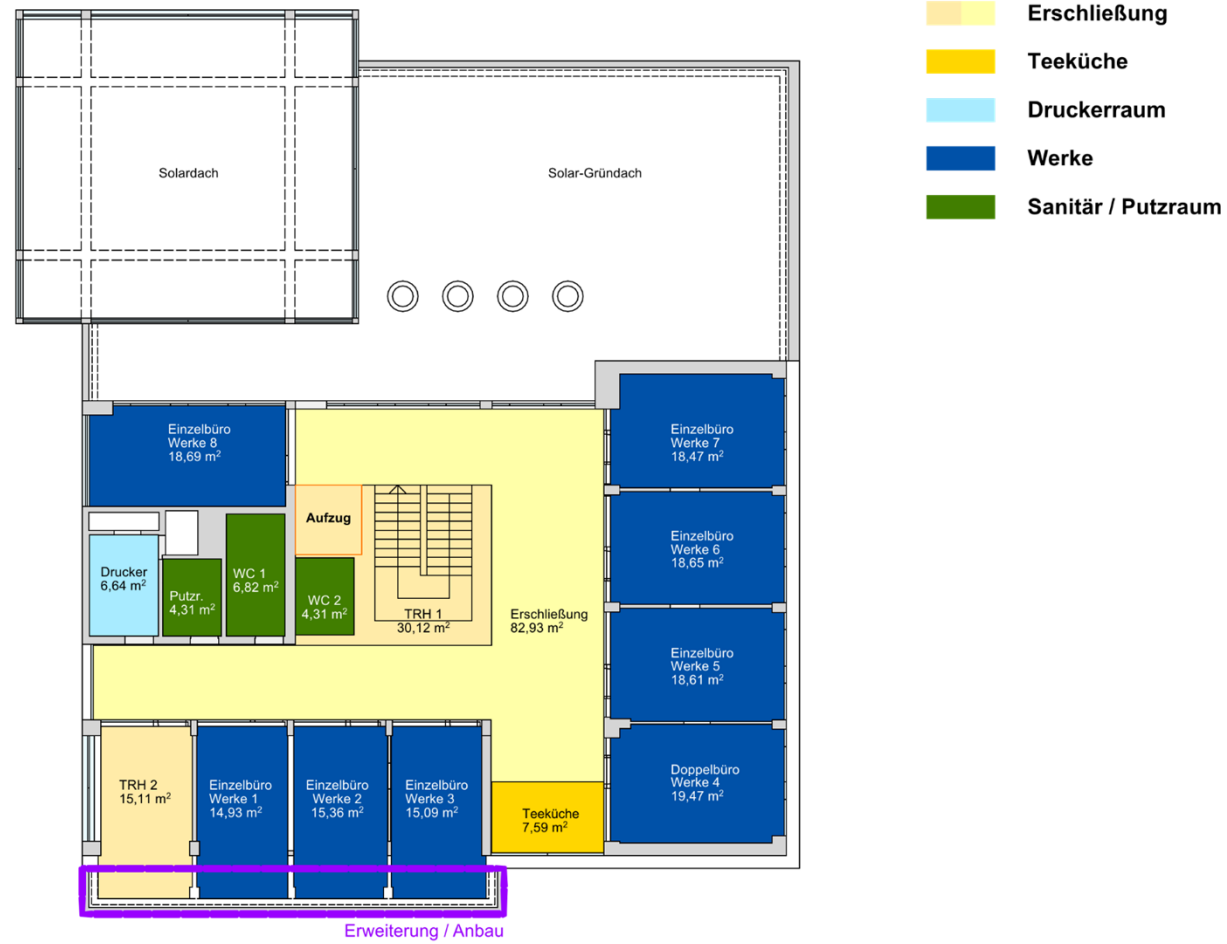 Erschließung
Teeküche
Druckerraum
Werke
Sanitär / Putzraum
Solardach
Solar-Gründach
Einzelbüro
Werke 8
18,69 m²
Einzelbüro
Werke 7
18,47 m²
Aufzug
Einzelbüro
Werke 6
18,65 m²
Drucker
6,64 m²
Putzr.
4,31 m²
WC 1
6,82 m²
WC 2
4,31 m²
TRH 1
30,12 m²
Erschließung
82,93 m²
Einzelbüro
Werke 5
18,61 m²
TRH 2
15,11 m²
Einzelbüro
Werke 1
14,93 m²
Einzelbüro
Werke 2
15,36 m²
Einzelbüro
Werke 3
15,09 m²
Teeküche
7,59 m²
Doppelbüro
Werke 4
19,47 m²
Erweiterung / Anbau